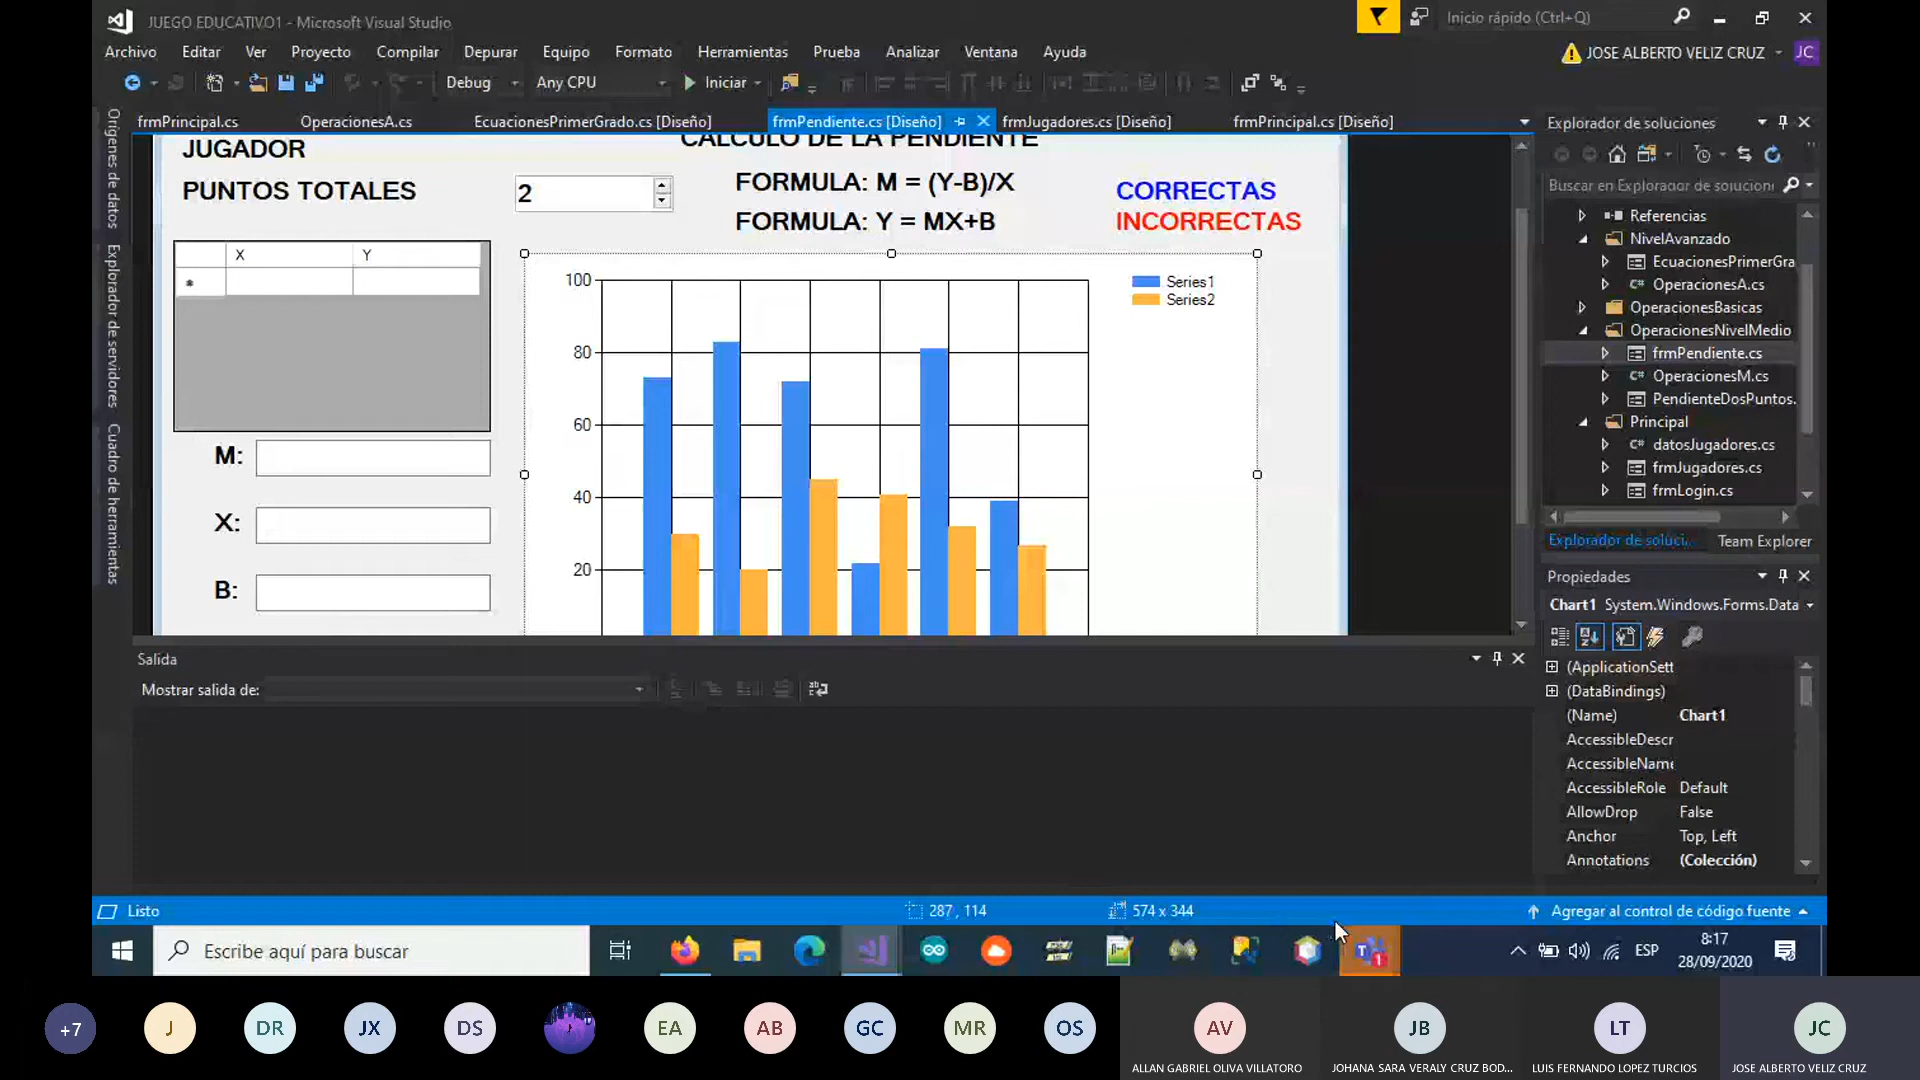 JUEGO EDUCATIVO1 - Microsoft Visual Studio
Inicio rápido (Ctrl+Q)
Archivo Editar Ver Proyecto Compilar Depurar Equipo Formato Herramientas Prueba Analizar Ventana Ayuda
JOSE ALBERTO VELIZ CRUZ JC
Debug Any CPU Iniciar
frmPrincipal.cs OperacionesA.cs EcuacionesPrimerGrado.cs [Diseño] frmPendiente.cs [Diseño] frmJugadores.cs [Diseño] frmPrincipal.cs [Diseño]
Orígenes de datos
Explorador de servidores
Cuadro de herramientas
CALCULO DE LA PENDIENTE
JUGADOR
PUNTOS TOTALES
2
FORMULA: M = (Y-B)/X
FORMULA: Y = MX+B
CORRECTAS
INCORRECTAS
X Y
*
M:
X:
B:
100
80
60
40
20
Series1
Series2
Explorador de soluciones
Buscar en Explorador de solucion
Referencias
NivelAvanzado
EcuacionesPrimerGra
OperacionesA.cs
OperacionesBasicas
OperacionesNivelMedio
frmPendiente.cs
OperacionesM.cs
PendienteDosPuntos.
Principal
datosJugadores.cs
frmJugadores.cs
frmLogin.cs
Explorador de soluci... Team Explorer
Propiedades
Chart1 System.Windows.Forms.Data
(ApplicationSett
(DataBindings)
(Name) Chart1
AccessibleDescr
AccessibleName
AccessibleRole Default
AllowDrop False
Anchor Top, Left
Annotations (Colección)
Salida
Mostrar salida de:
Listo
287 , 114
574 x 344
Agregar al control de código fuente
Escribe aquí para buscar
1
ESP
8:17
28/09/2020
+7 J DR JX DS EA AB GC MR OS AV JB LT JC
ALLAN GABRIEL OLIVA VILLATORO
JOHANA SARA VERALY CRUZ BOD...
LUIS FERNANDO LOPEZ TURCIOS
JOSE ALBERTO VELIZ CRUZ